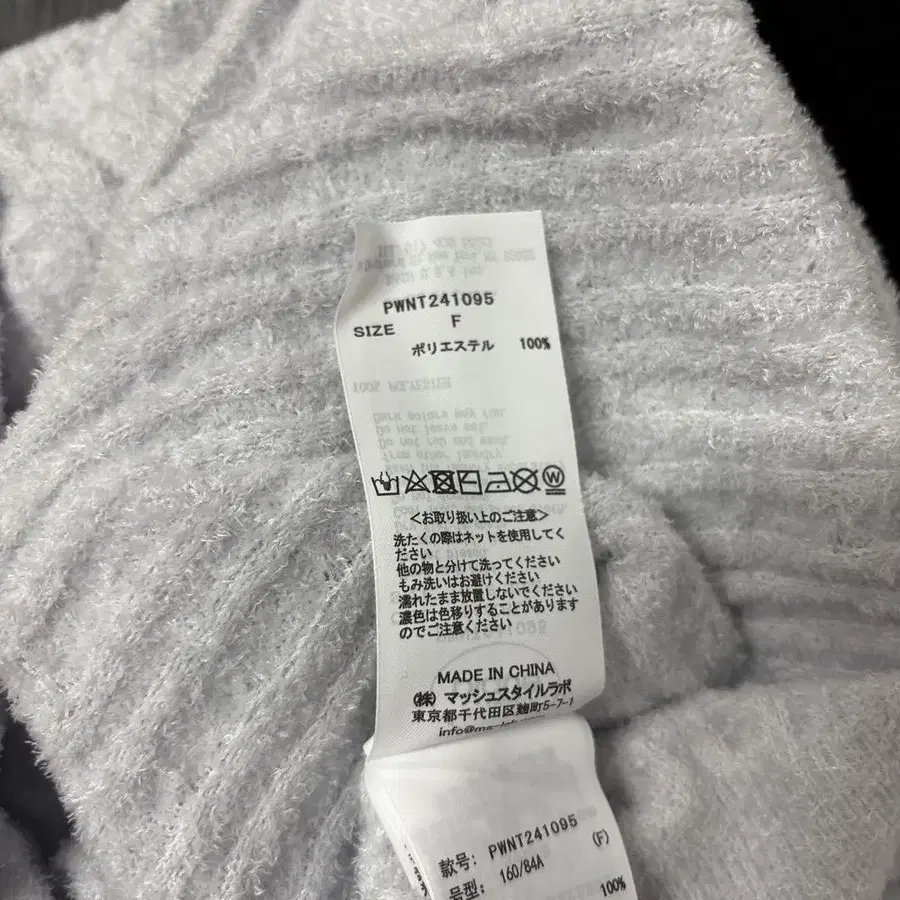 PWNT241095
SIZE F
ポリエステル 100%
W
<お取り扱い上のご注意>
洗たくの際はネットを使用してく
ださい
他の物と分けて洗ってください
もみ洗いはお避けください
濡れたまま放置しないでください
濃色は色移りすることがあります
のでご注意ください
MADE IN CHINA
(株) マッシュスタイルラボ
東京都千代田区麹町5-7-1
款号: PWNT241095 (F)
号型: 160/84A
100%